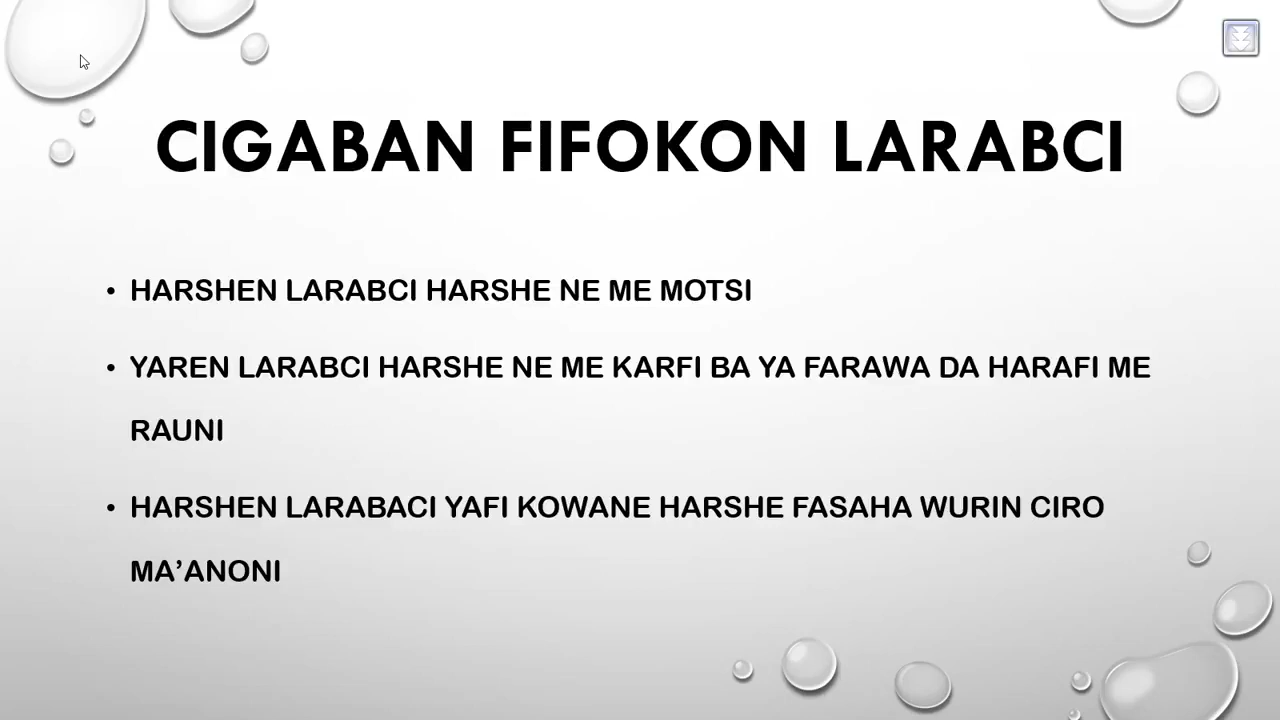 CIGABAN FIFOKON LARABCI
• HARSHEN LARABCI HARSHE NE ME MOTSI
• YAREN LARABCI HARSHE NE ME KARFI BA YA FARAWA DA HARAFI ME
RAUNI
• HARSHEN LARABACI YAFI KOWANE HARSHE FASAHA WURIN CIRO
MA’ANONI